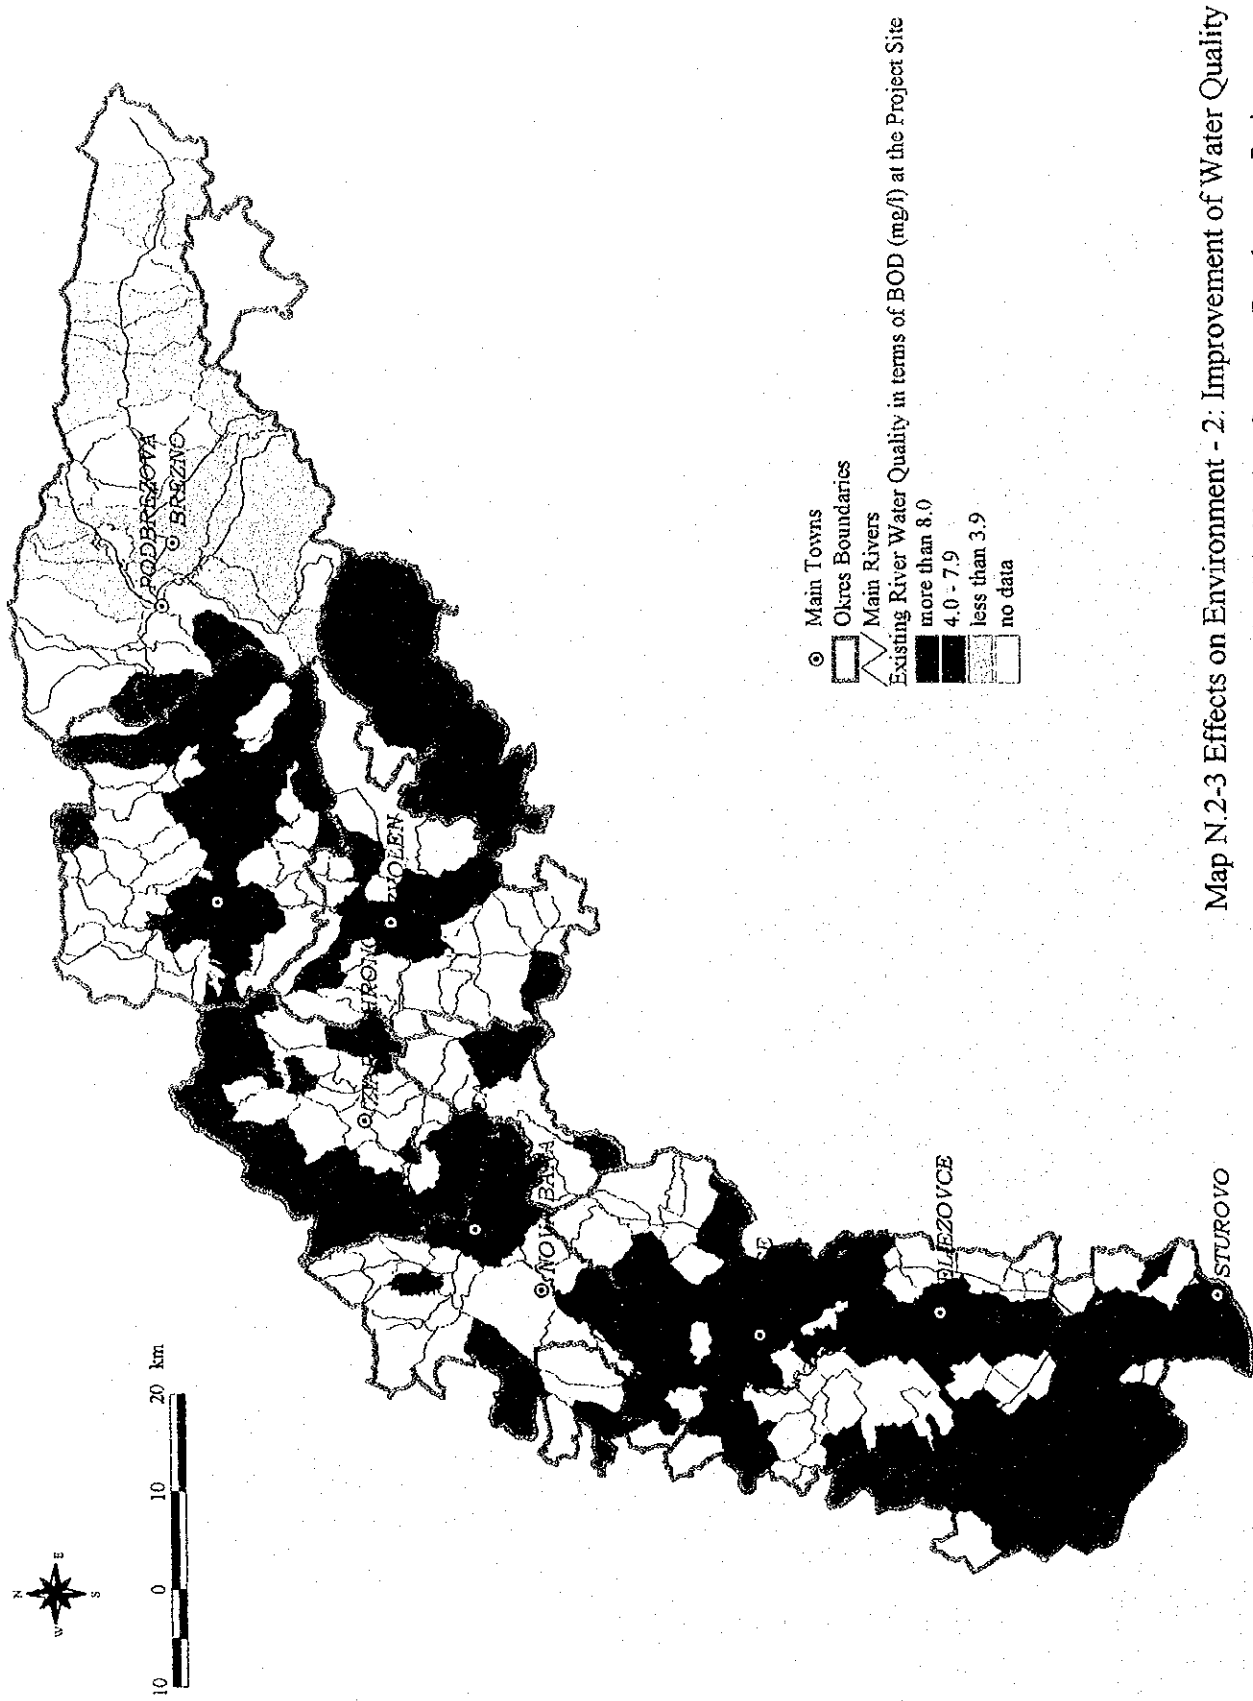 N
W
E
S
10 0 10 20 km
PODBREZOVA
BREZNO
ZVOLEN
HRONO
NOVA BANA
CE
STUROVO
Main Towns
Okres Boundaries
Main Rivers
Existing River Water Quality in terms of BOD (mg/l) at the Project Site
more than 8.0
4.0 - 7.9
less than 3.9
no data
Map N.2-3 Effects on Environment - 2: Improvement of Water Quality